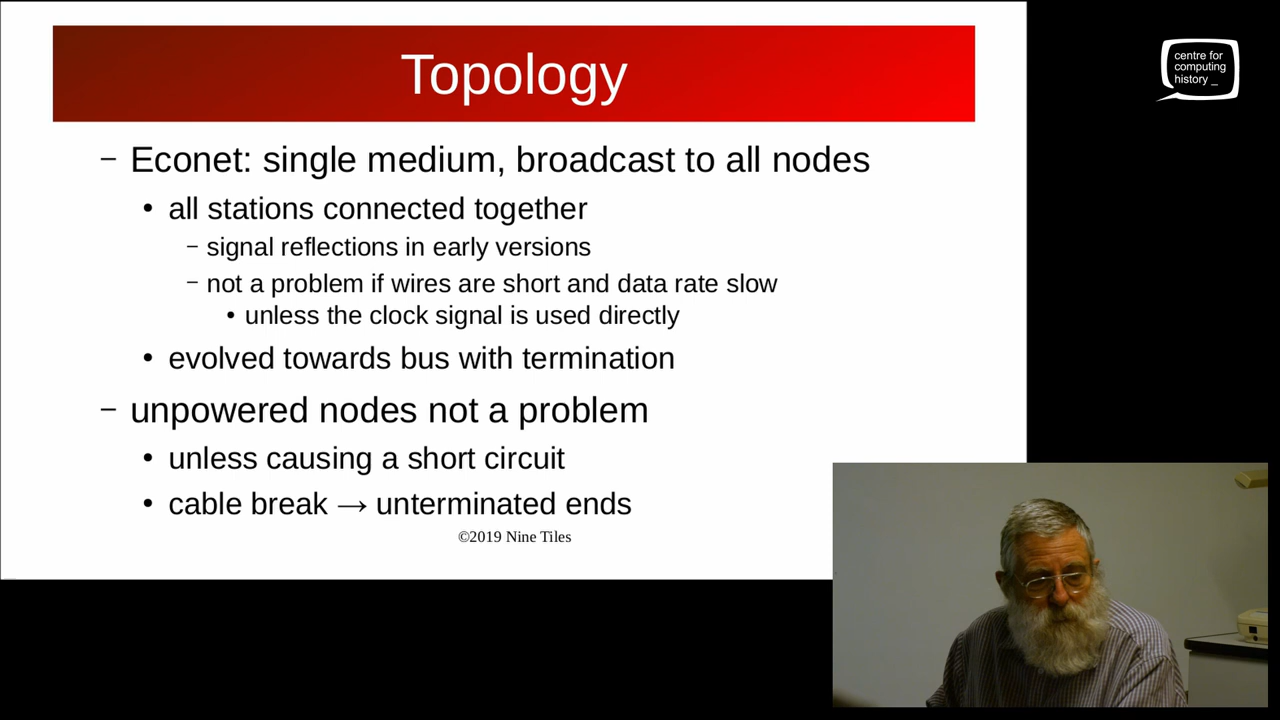 Topology
– Econet: single medium, broadcast to all nodes
• all stations connected together
– signal reflections in early versions
– not a problem if wires are short and data rate slow
• unless the clock signal is used directly
• evolved towards bus with termination
– unpowered nodes not a problem
• unless causing a short circuit
• cable break → unterminated ends
©2019 Nine Tiles
centre for
computing
history _